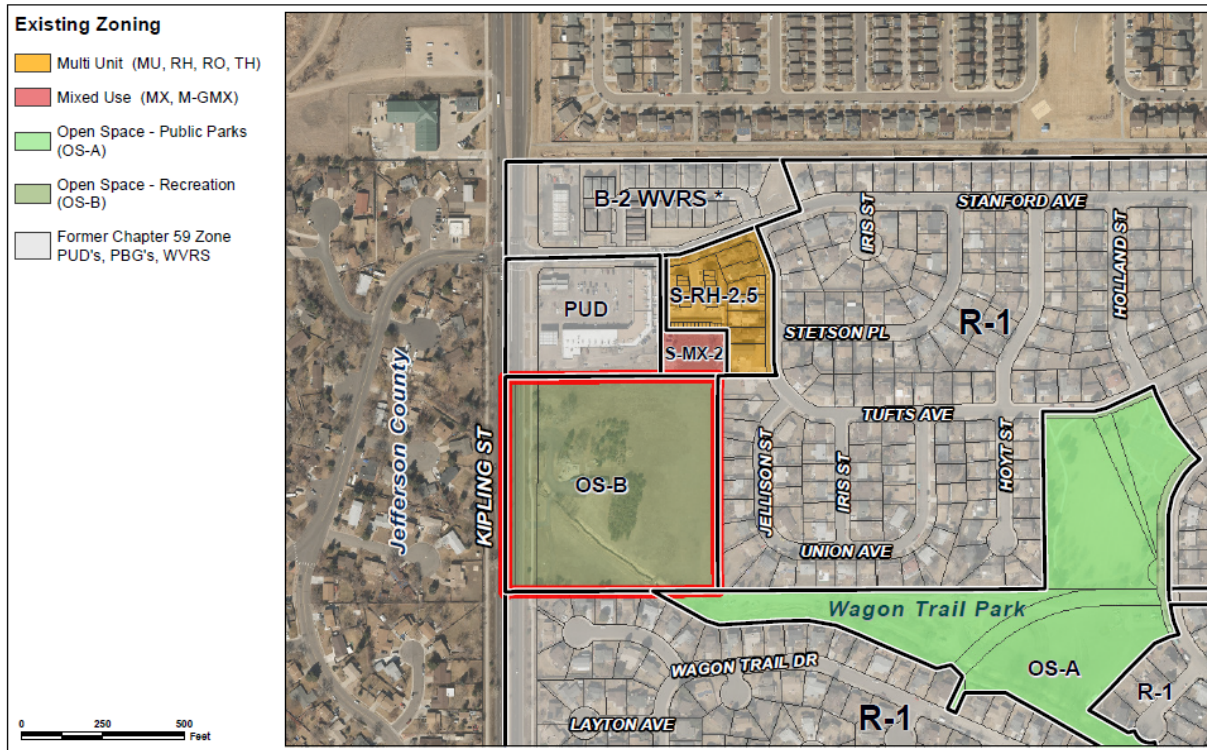 Existing Zoning
Multi Unit (MU, RH, RO, TH)
Mixed Use (MX, M-GMX)
Open Space - Public Parks
(OS-A)
Open Space - Recreation
(OS-B)
Former Chapter 59 Zone
PUD's, PBG's, WVRS
0 250 500
Feet
B-2 WVRS *
STANFORD AVE
IRIS ST
HOLLAND ST
S-RH-2.5
PUD
STETSON PL
R-1
S-MX-2
Jefferson County
KIPLING ST
TUFTS AVE
JELLISON ST
IRIS ST
HOYT ST
OS-B
UNION AVE
Wagon Trail Park
WAGON TRAIL DR
OS-A
R-1
LAYTON AVE
R-1